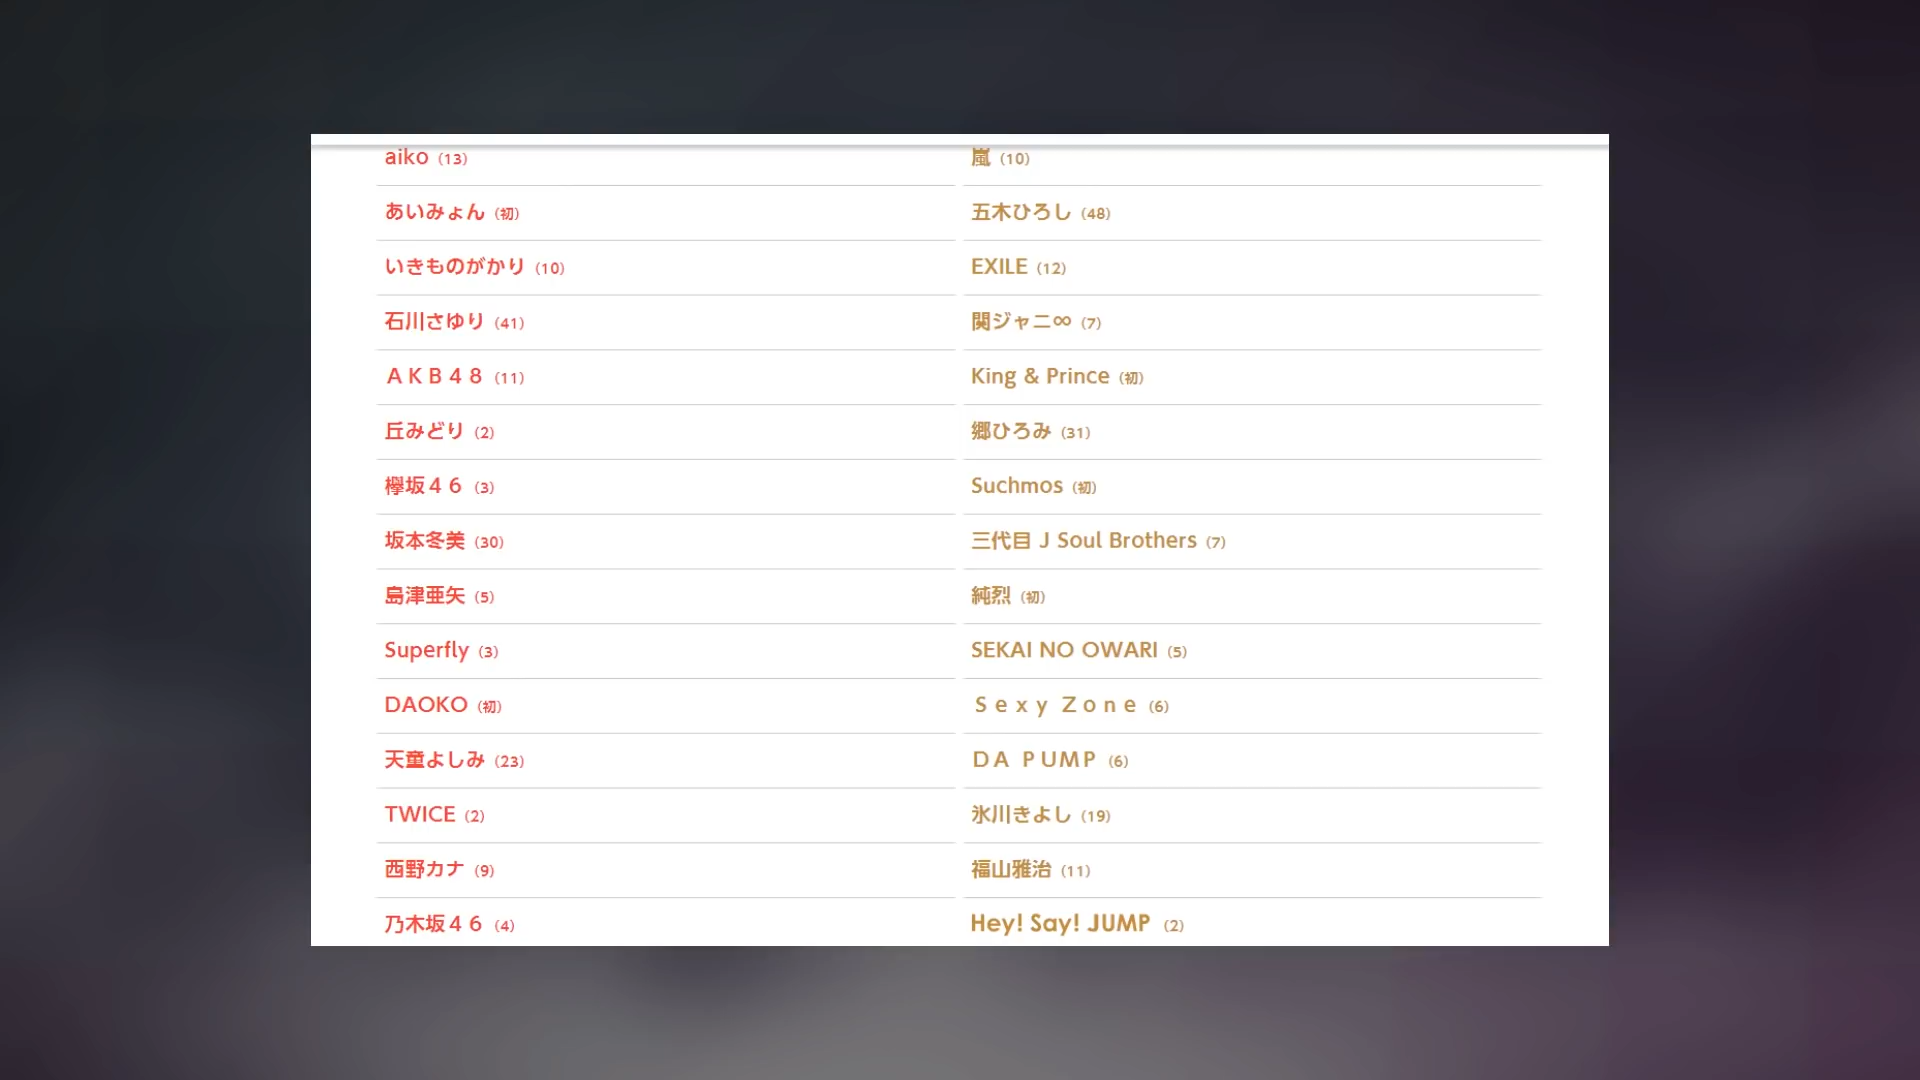 aiko（13）
あいみょん（初）
いきものがかり（10）
石川さゆり（41）
ＡＫＢ４８（11）
丘みどり（2）
欅坂４６（3）
坂本冬美（30）
島津亜矢（5）
Superfly（3）
DAOKO（初）
天童よしみ（23）
TWICE（2）
西野カナ（9）
乃木坂４６（4）
嵐（10）
五木ひろし（48）
EXILE（12）
関ジャニ∞（7）
King & Prince（初）
郷ひろみ（31）
Suchmos（初）
三代目 J Soul Brothers（7）
純烈（初）
SEKAI NO OWARI（5）
Ｓｅｘｙ Ｚｏｎｅ（6）
ＤＡ ＰＵＭＰ（6）
氷川きよし（19）
福山雅治（11）
Hey! Say! JUMP（2）